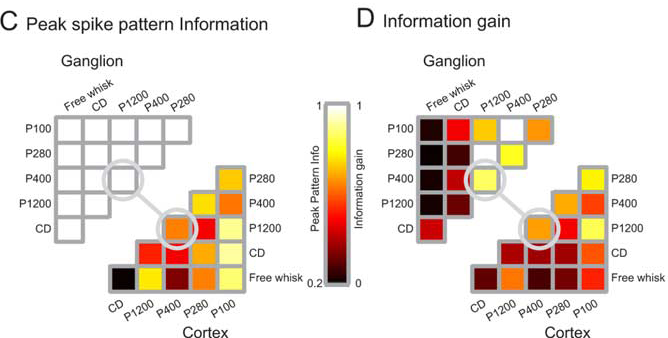 C Peak spike pattern Information
Ganglion
Free whisk CD P1200 P400 P280
P100
P280
P400
P1200
CD
P280
P400
P1200
CD
Free whisk
CD P1200 P400 P280 P100
Cortex
1 1
Peak Pattern Info
Information gain
0.2 0
D Information gain
Ganglion
Free whisk CD P1200 P400 P280
P100
P280
P400
P1200
CD
P280
P400
P1200
CD
Free whisk
CD P1200 P400 P280 P100
Cortex